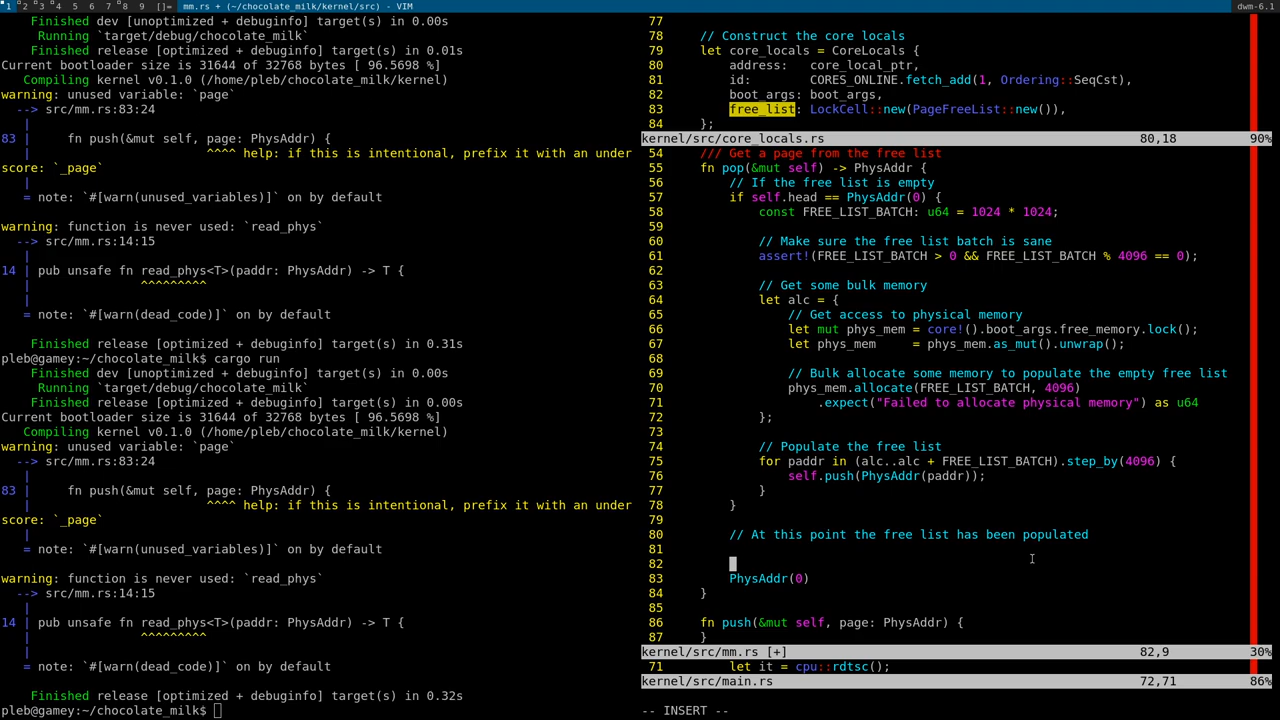 1 2 3 4 5 6 7 8 9 []= mm.rs + (~/chocolate_milk/kernel/src) - VIM dwm-6.1
Finished dev [unoptimized + debuginfo] target(s) in 0.00s
Running `target/debug/chocolate_milk`
Finished release [optimized + debuginfo] target(s) in 0.01s
Current bootloader size is 31644 of 32768 bytes [ 96.5698 %]
Compiling kernel v0.1.0 (/home/pleb/chocolate_milk/kernel)
warning: unused variable: `page`
--> src/mm.rs:83:24
|
83 | fn push(&mut self, page: PhysAddr) {
| ^^^^ help: if this is intentional, prefix it with an under
score: `_page`
|
= note: `#[warn(unused_variables)]` on by default
warning: function is never used: `read_phys`
--> src/mm.rs:14:15
|
14 | pub unsafe fn read_phys<T>(paddr: PhysAddr) -> T {
| ^^^^^^^^^
|
= note: `#[warn(dead_code)]` on by default
Finished release [optimized + debuginfo] target(s) in 0.31s
pleb@gamey:~/chocolate_milk$ cargo run
Finished dev [unoptimized + debuginfo] target(s) in 0.00s
Running `target/debug/chocolate_milk`
Finished release [optimized + debuginfo] target(s) in 0.00s
Current bootloader size is 31644 of 32768 bytes [ 96.5698 %]
Compiling kernel v0.1.0 (/home/pleb/chocolate_milk/kernel)
warning: unused variable: `page`
--> src/mm.rs:83:24
|
83 | fn push(&mut self, page: PhysAddr) {
| ^^^^ help: if this is intentional, prefix it with an under
score: `_page`
|
= note: `#[warn(unused_variables)]` on by default
warning: function is never used: `read_phys`
--> src/mm.rs:14:15
|
14 | pub unsafe fn read_phys<T>(paddr: PhysAddr) -> T {
| ^^^^^^^^^
|
= note: `#[warn(dead_code)]` on by default
Finished release [optimized + debuginfo] target(s) in 0.32s
pleb@gamey:~/chocolate_milk$
77
78 // Construct the core locals
79 let core_locals = CoreLocals {
80 address: core_local_ptr,
81 id: CORES_ONLINE.fetch_add(1, Ordering::SeqCst),
82 boot_args: boot_args,
83 free_list: LockCell::new(PageFreeList::new()),
84 };
kernel/src/core_locals.rs 80,18 90%
54 /// Get a page from the free list
55 fn pop(&mut self) -> PhysAddr {
56 // If the free list is empty
57 if self.head == PhysAddr(0) {
58 const FREE_LIST_BATCH: u64 = 1024 * 1024;
59
60 // Make sure the free list batch is sane
61 assert!(FREE_LIST_BATCH > 0 && FREE_LIST_BATCH % 4096 == 0);
62
63 // Get some bulk memory
64 let alc = {
65 // Get access to physical memory
66 let mut phys_mem = core!().boot_args.free_memory.lock();
67 let phys_mem = phys_mem.as_mut().unwrap();
68
69 // Bulk allocate some memory to populate the empty free list
70 phys_mem.allocate(FREE_LIST_BATCH, 4096)
71 .expect("Failed to allocate physical memory") as u64
72 };
73
74 // Populate the free list
75 for paddr in (alc..alc + FREE_LIST_BATCH).step_by(4096) {
76 self.push(PhysAddr(paddr));
77 }
78 }
79
80 // At this point the free list has been populated
81
82
83 PhysAddr(0)
84 }
85
86 fn push(&mut self, page: PhysAddr) {
87 }
kernel/src/mm.rs [+] 82,9 30%
71 let it = cpu::rdtsc();
kernel/src/main.rs 72,71 86%
-- INSERT --